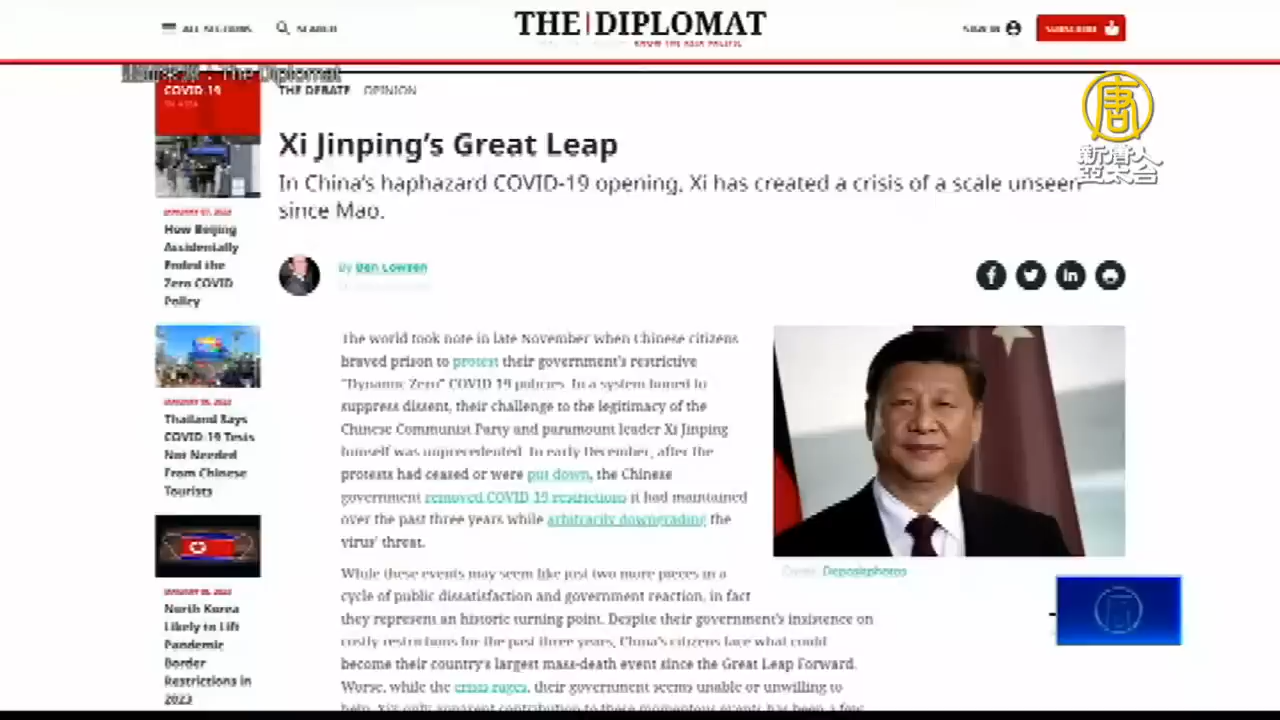 ALL SECTIONS
SEARCH
THE DIPLOMAT
KNOW THE ASIA-PACIFIC
SIGN IN
SUBSCRIBE
The Diplomat
COVID-19
IN ASIA
THE DEBATE OPINION
唐
新唐人
亞太台
Xi Jinping's Great Leap
In China's haphazard COVID-19 opening, Xi has created a crisis of a scale unseen
since Mao.
By Ben Lowsen
How Beijing
Accidentally
Ended the
Zero COVID
Policy
Thailand Says
COVID-19 Tests
Not Needed
From Chinese
Tourists
North Korea
Likely to Lift
Pandemic
Border
Restrictions in
2023
The world took note in late November when Chinese citizens
braved prison to protest their government's restrictive
"Dynamic Zero" COVID-19 policies. In a system honed to
suppress dissent, their challenge to the legitimacy of the
Chinese Communist Party and paramount leader Xi Jinping
himself was unprecedented. In early December, after the
protests had ceased or were put down, the Chinese
government removed COVID-19 restrictions it had maintained
over the past three years while arbitrarily downgrading the
virus' threat.
Credit: Depositphotos
While these events may seem like just two more pieces in a
cycle of public dissatisfaction and government reaction, in fact
they represent an historic turning point. Despite their government's insistence on
costly restrictions for the past three years, China's citizens face what could
become their country's largest mass-death event since the Great Leap Forward.
Worse, while the crisis rages, their government seems unable or unwilling to
help. Xi's only apparent contribution to these momentous events has been a few